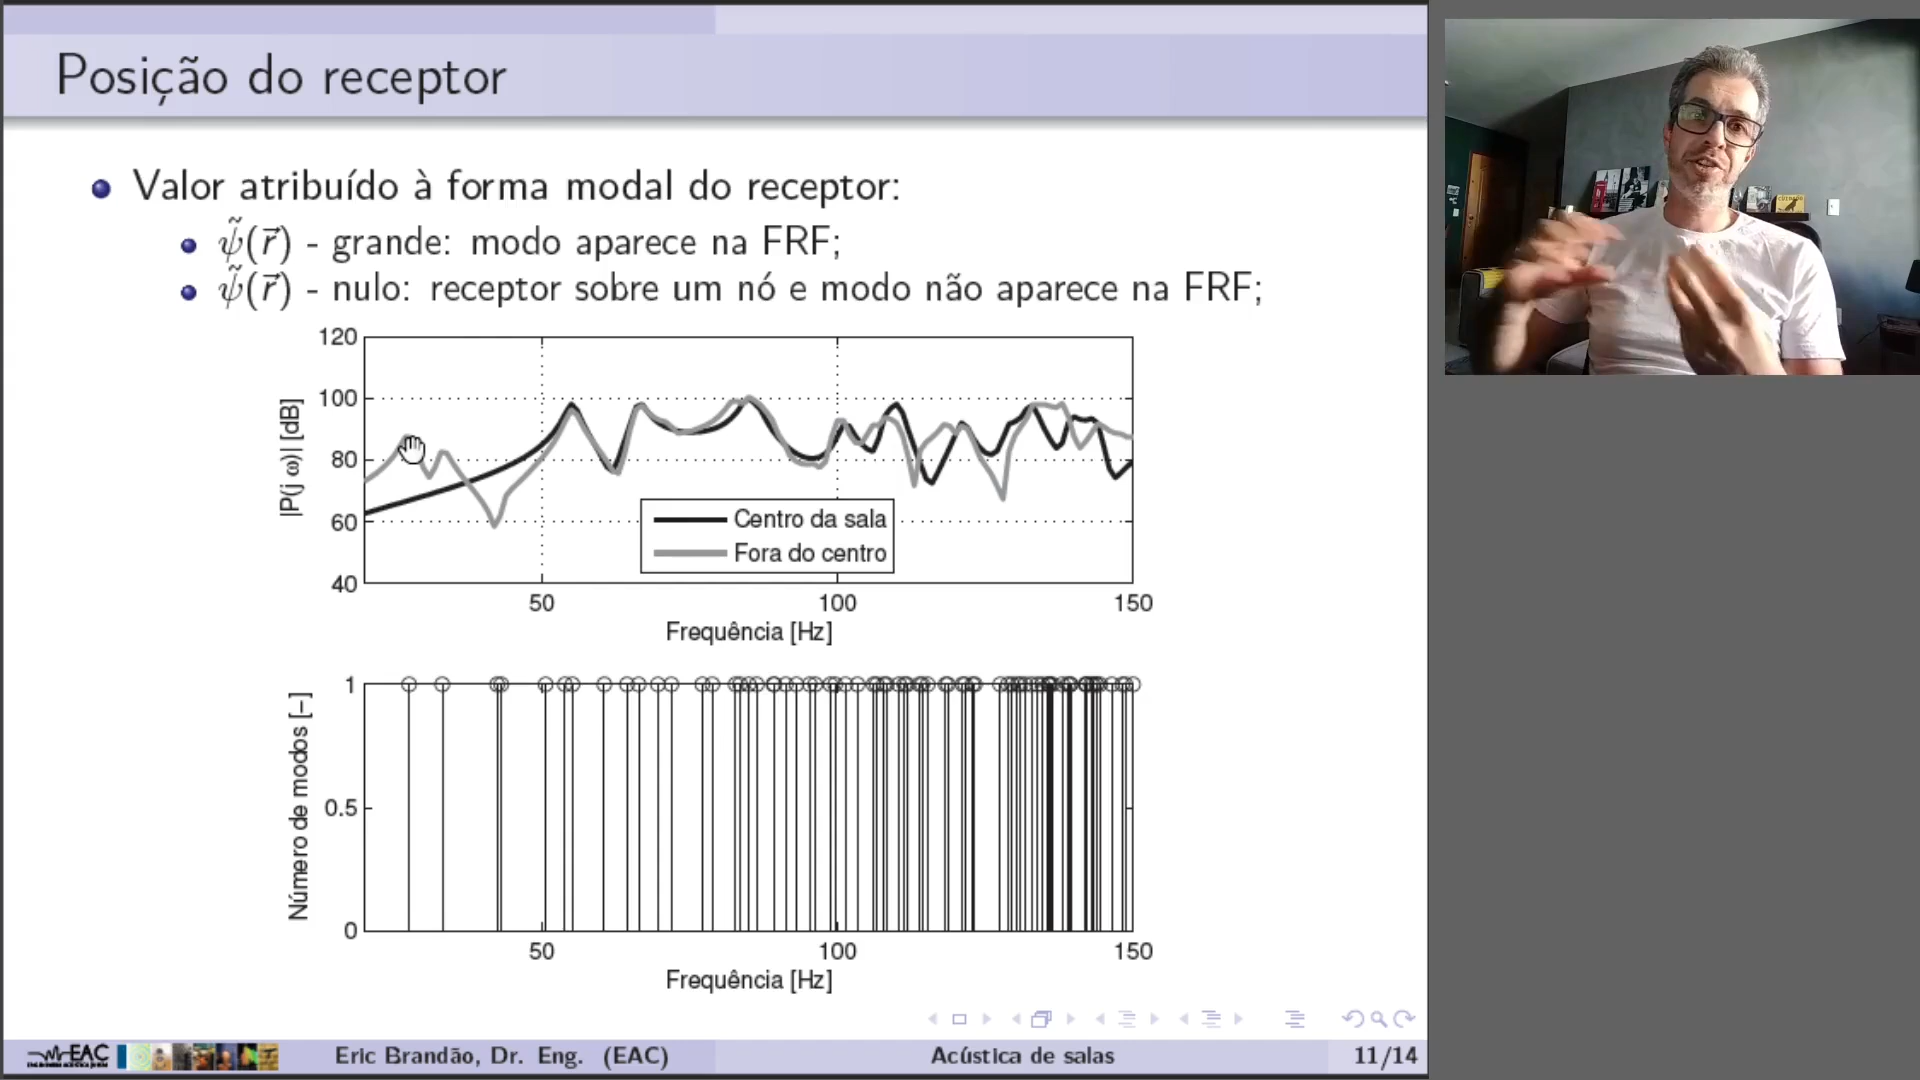 Posição do receptor
Valor atribuído à forma modal do receptor:
ψ̃(r⃗) - grande: modo aparece na FRF;
ψ̃(r⃗) - nulo: receptor sobre um nó e modo não aparece na FRF;
120
100
80
60
40
|P(j ω)| [dB]
Centro da sala
Fora do centro
50 100 150
Frequência [Hz]
1
0.5
0
Número de modos [−]
50 100 150
Frequência [Hz]
EAC
Eric Brandão, Dr. Eng. (EAC) Acústica de salas 11/14